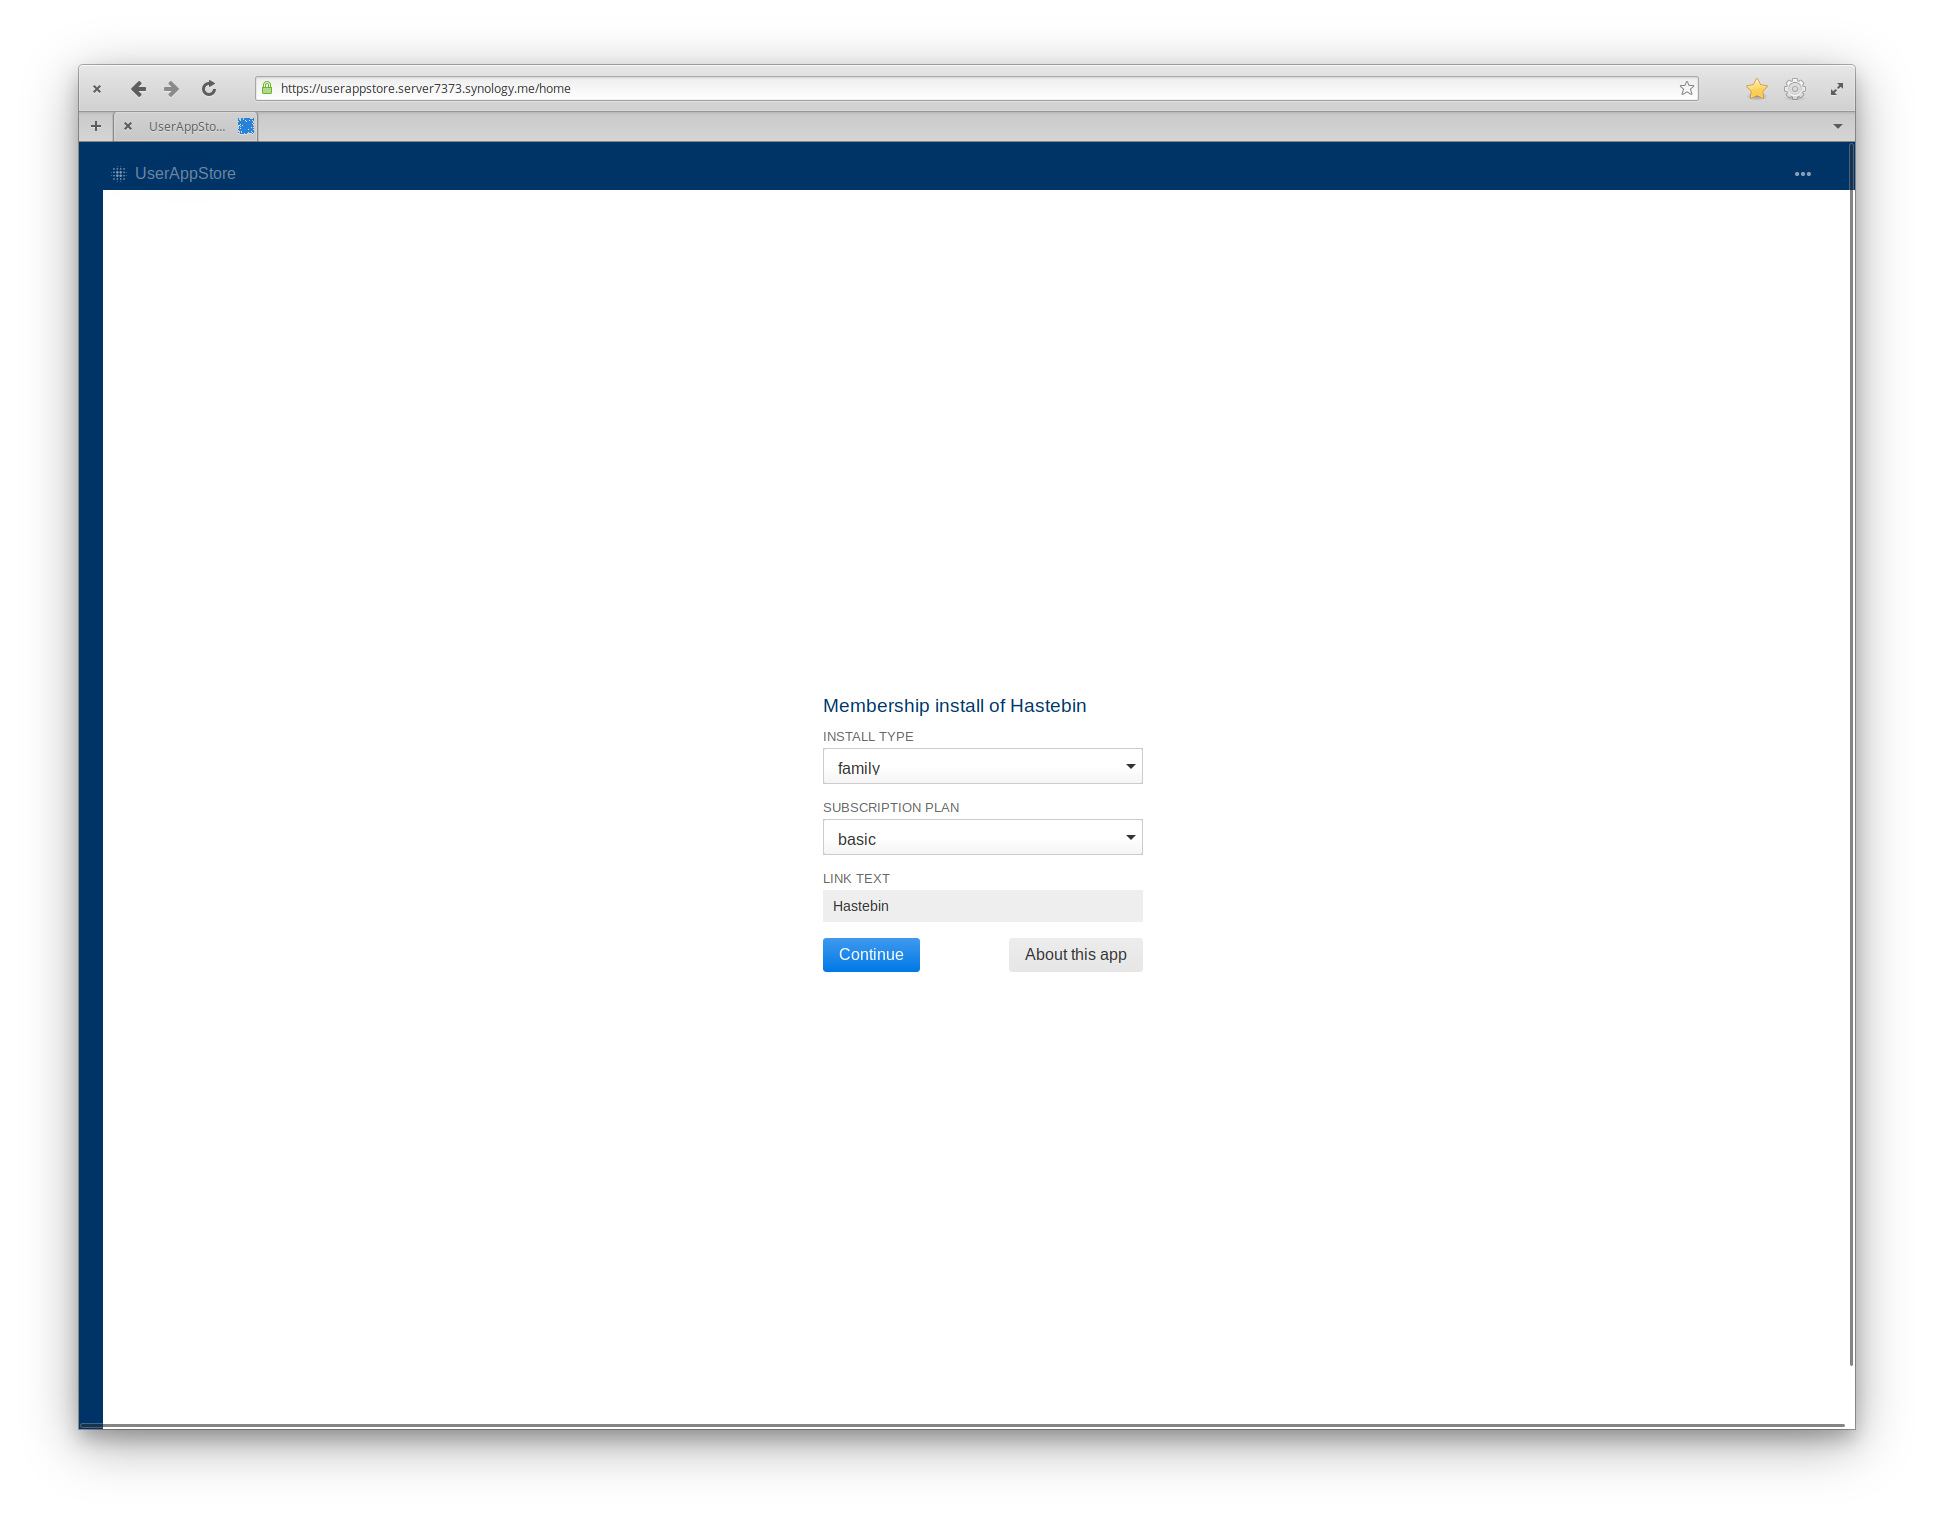 https://userappstore.server7373.synology.me/home
UserAppSto...
UserAppStore
Membership install of Hastebin
INSTALL TYPE
family
SUBSCRIPTION PLAN
basic
LINK TEXT
Hastebin
Continue About this app